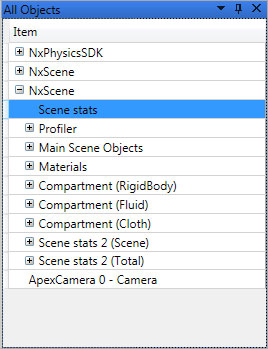 All Objects
Item
NxPhysicsSDK
NxScene
NxScene
Scene stats
Profiler
Main Scene Objects
Materials
Compartment (RigidBody)
Compartment (Fluid)
Compartment (Cloth)
Scene stats 2 (Scene)
Scene stats 2 (Total)
ApexCamera 0 - Camera